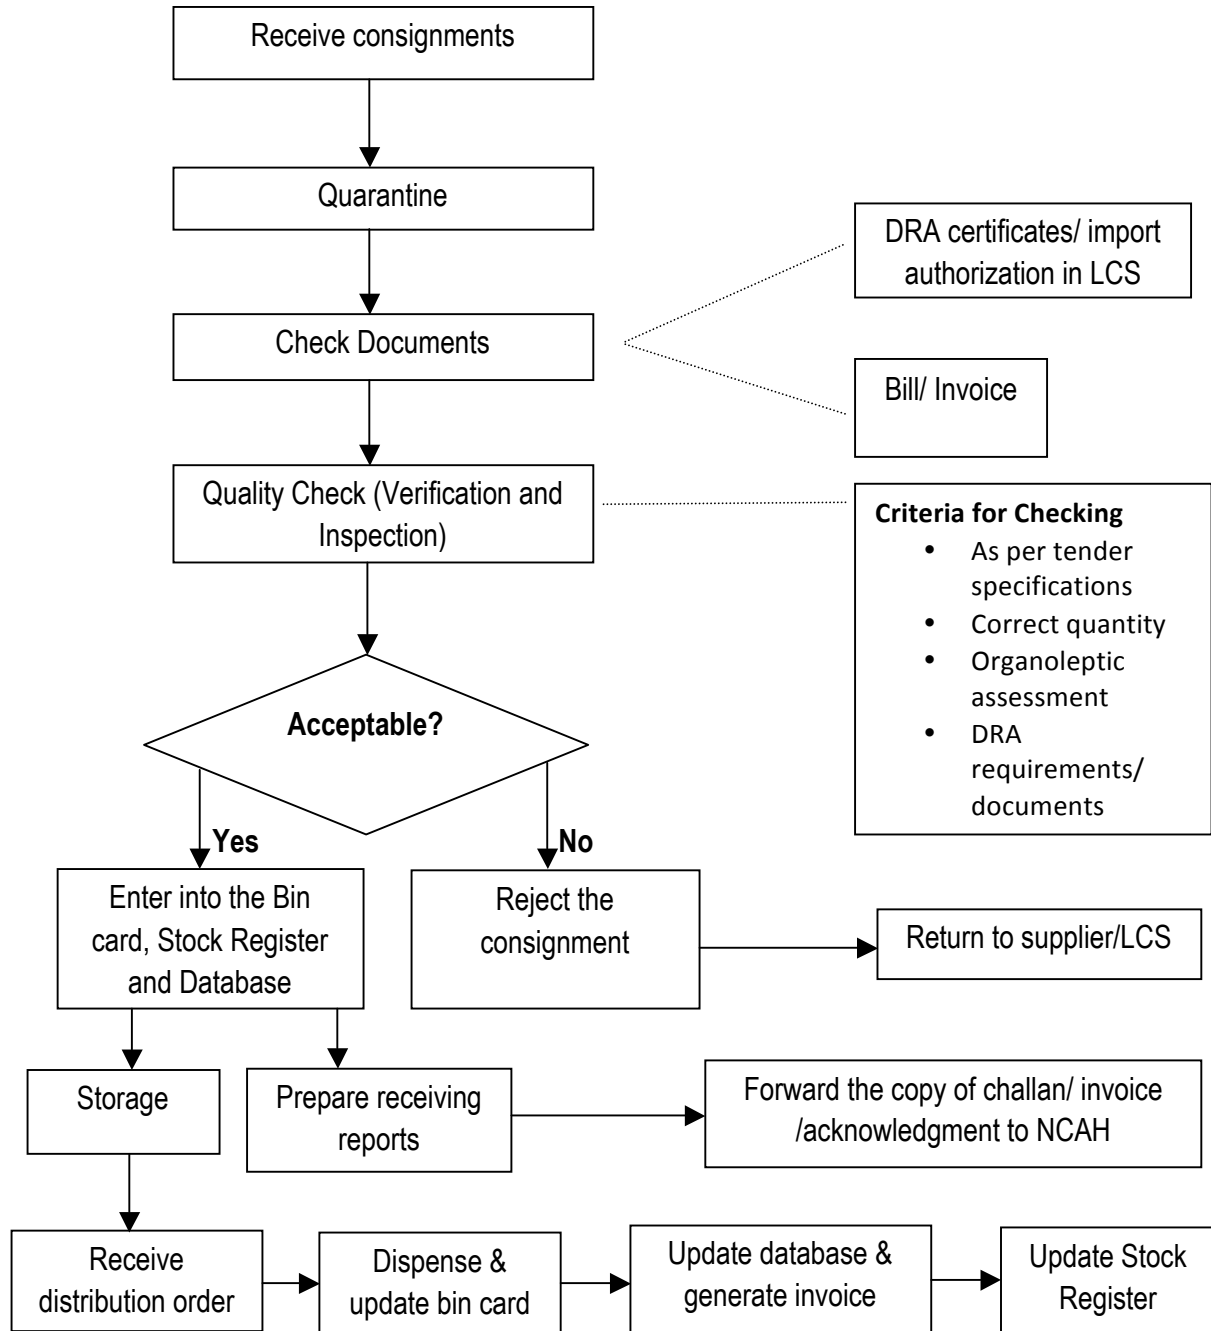 Receive consignments
Quarantine
DRA certificates/ import
authorization in LCS
Check Documents
Bill/ Invoice
Quality Check (Verification and
Inspection)
Criteria for Checking
• As per tender
specifications
• Correct quantity
• Organoleptic
assessment
• DRA
requirements/
documents
Acceptable?
Yes
No
Enter into the Bin
card, Stock Register
and Database
Reject the
consignment
Return to supplier/LCS
Storage
Prepare receiving
reports
Forward the copy of challan/ invoice
/acknowledgment to NCAH
Receive
distribution order
Dispense &
update bin card
Update database &
generate invoice
Update Stock
Register